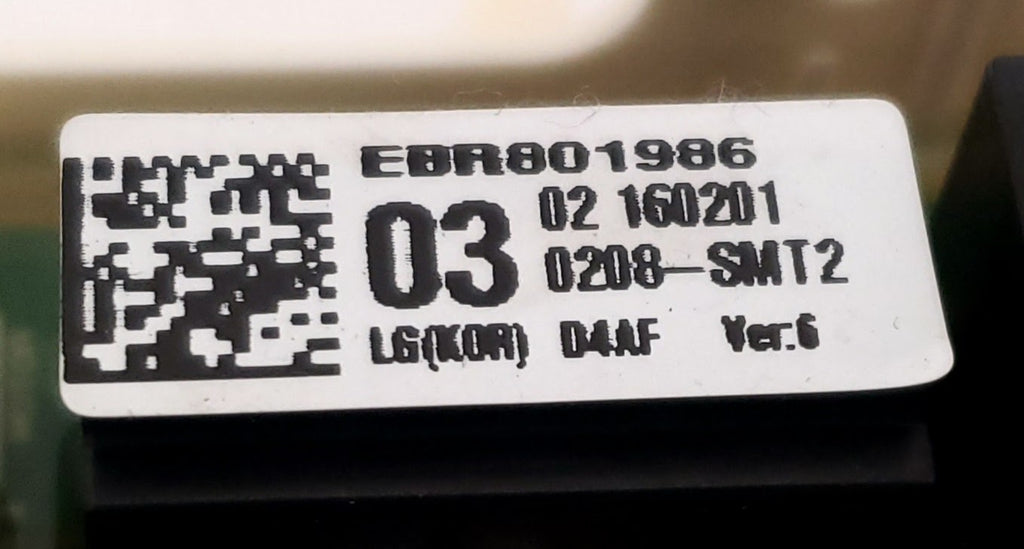 EBR801986
03 02 160201
0208-SMT2
LG(KOR) D4AF Ver.6